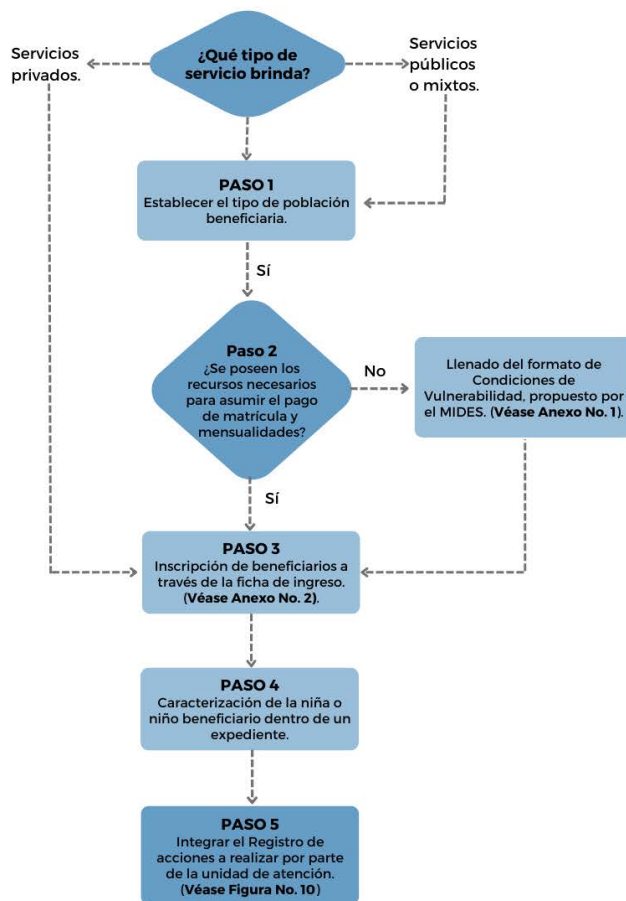 ¿Qué tipo de
servicio brinda?
Servicios
privados.
Servicios
públicos
o mixtos.
PASO 1
Establecer el tipo de población
beneficiaria.
Sí
Paso 2
¿Se poseen los
recursos necesarios
para asumir el pago
de matrícula y
mensualidades?
No
Llenado del formato de
Condiciones de
Vulnerabilidad, propuesto por
el MIDES. (Véase Anexo No. 1).
Sí
PASO 3
Inscripción de beneficiarios a
través de la ficha de ingreso.
(Véase Anexo No. 2).
PASO 4
Caracterización de la niña o
niño beneficiario dentro de un
expediente.
PASO 5
Integrar el Registro de
acciones a realizar por parte
de la unidad de atención.
(Véase Figura No. 10)